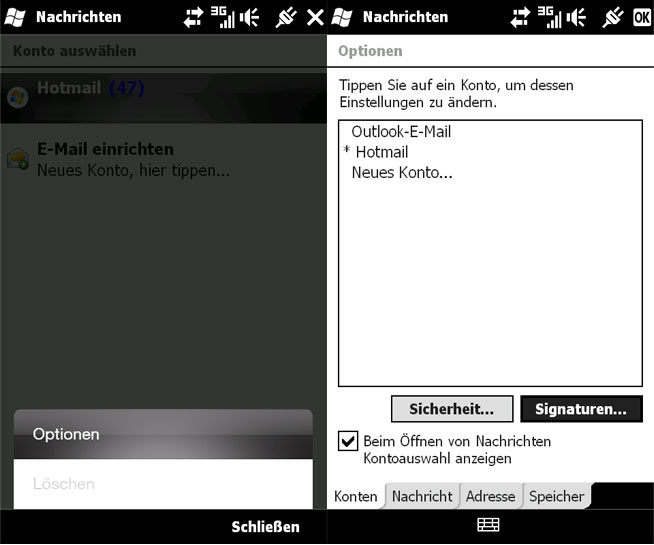 Nachrichten
3G
Konto auswählen
Hotmail (47)
E-Mail einrichten
Neues Konto, hier tippen...
Optionen
Löschen
Schließen
Nachrichten
3G
OK
Optionen
Tippen Sie auf ein Konto, um dessen
Einstellungen zu ändern.
Outlook-E-Mail
* Hotmail
Neues Konto...
Sicherheit... Signaturen...
Beim Öffnen von Nachrichten
Kontoauswahl anzeigen
Konten Nachricht Adresse Speicher